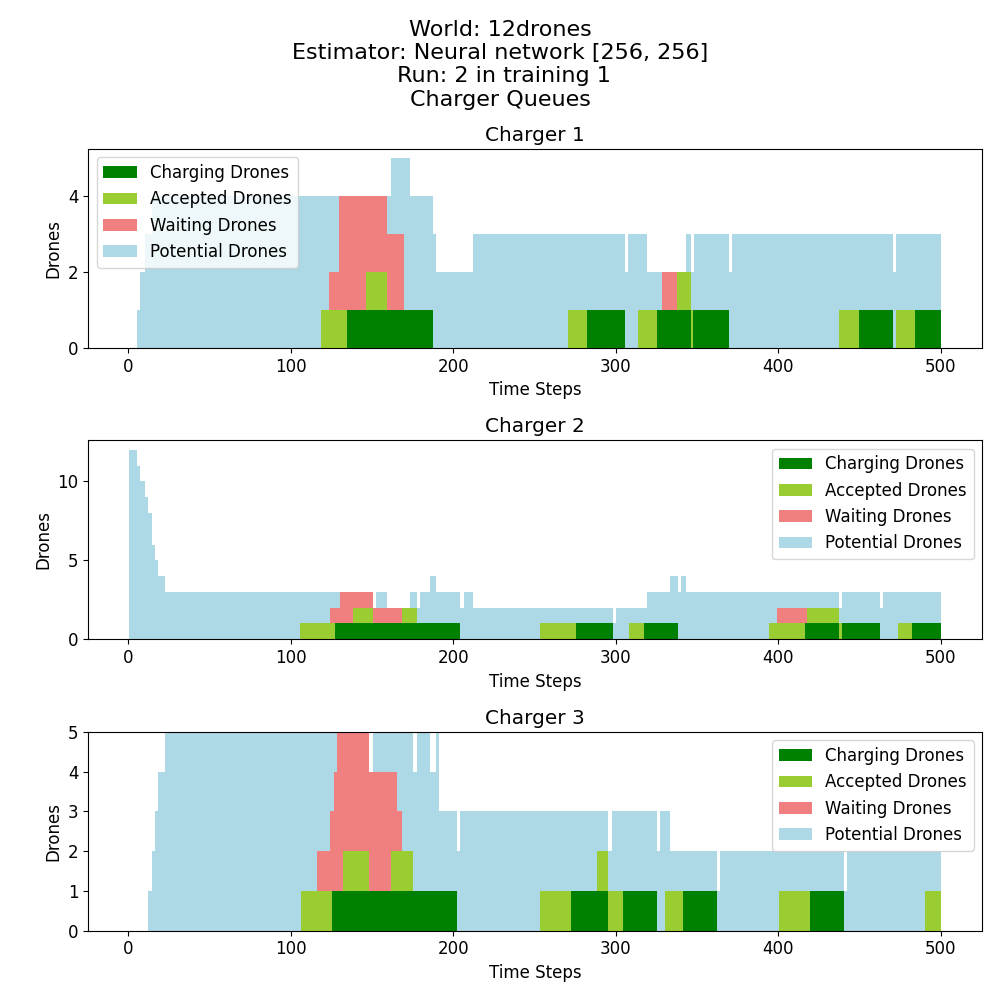 World: 12drones
Estimator: Neural network [256, 256]
Run: 2 in training 1
Charger Queues
Charger 1
Charging Drones
Accepted Drones
Waiting Drones
Potential Drones
Drones
4
2
0
0 100 200 300 400 500
Time Steps
Charger 2
Charging Drones
Accepted Drones
Waiting Drones
Potential Drones
Drones
10
5
0
0 100 200 300 400 500
Time Steps
Charger 3
Charging Drones
Accepted Drones
Waiting Drones
Potential Drones
Drones
5
4
3
2
1
0
0 100 200 300 400 500
Time Steps